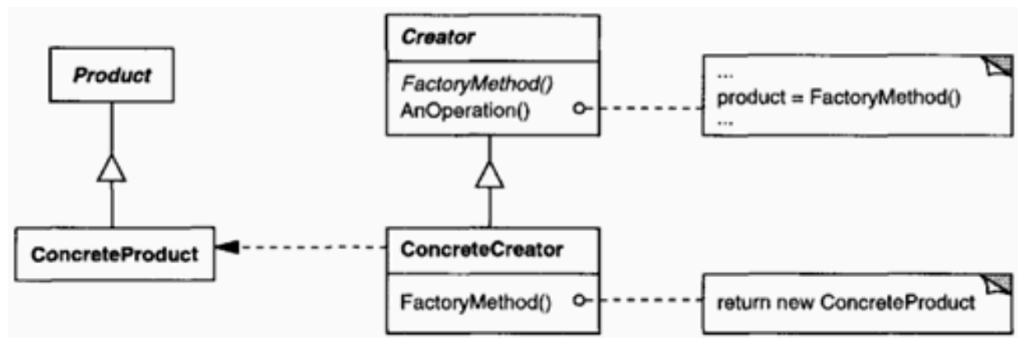 Product
ConcreteProduct
Creator
FactoryMethod()
AnOperation()
...
product = FactoryMethod()
...
ConcreteCreator
FactoryMethod()
return new ConcreteProduct